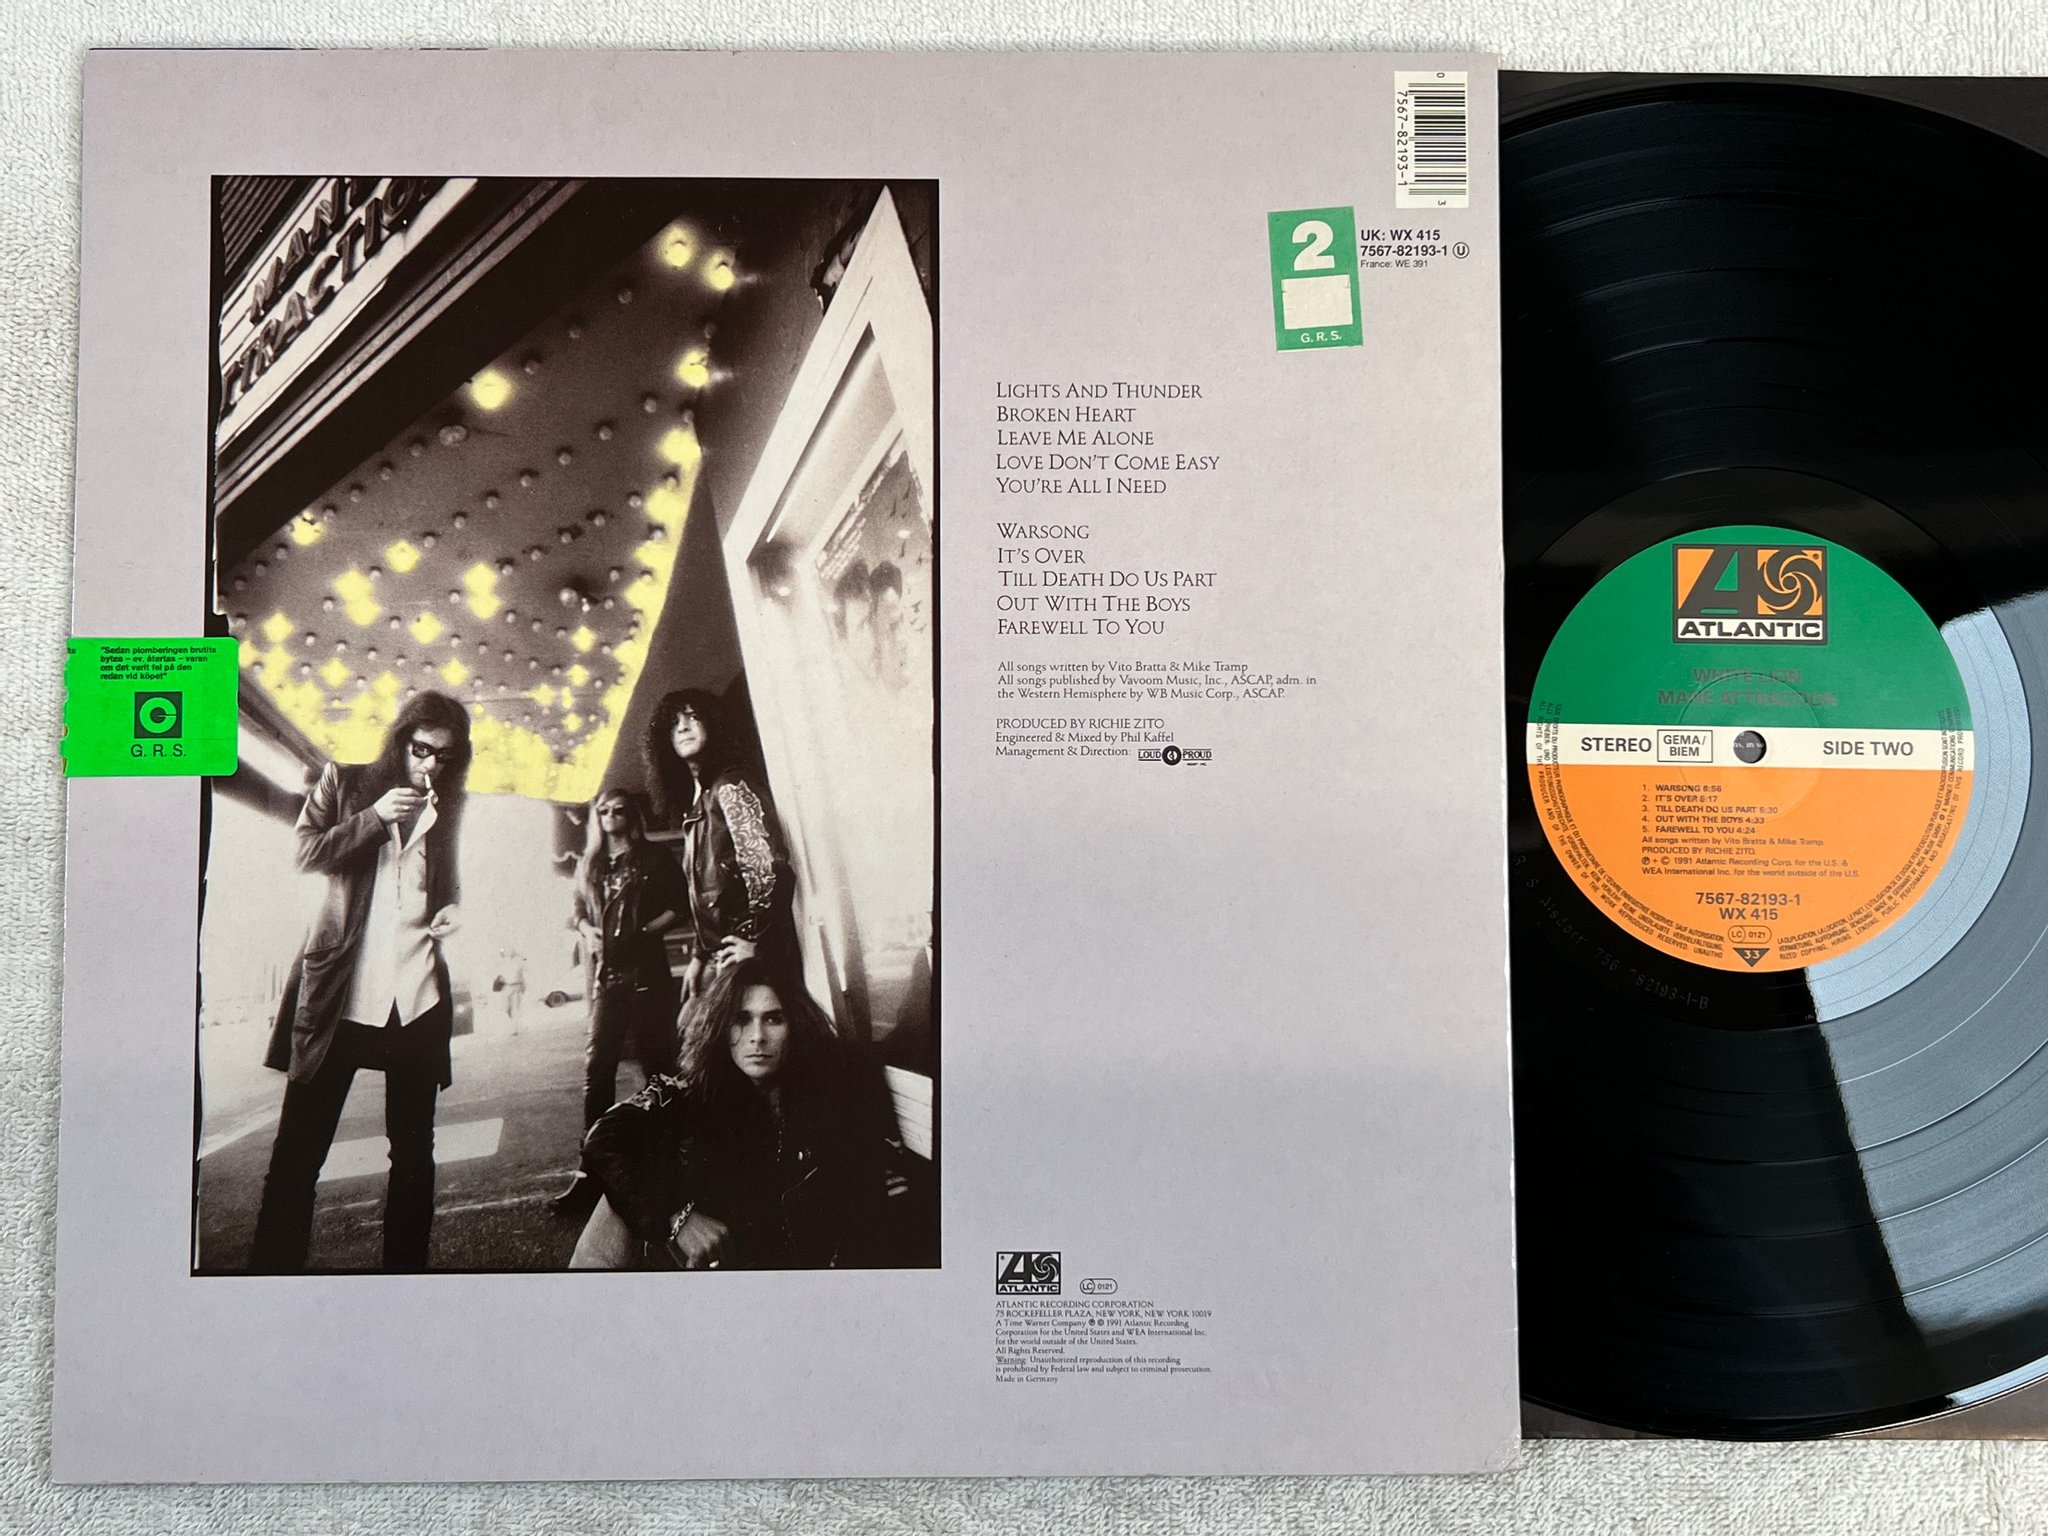 MANE
ATTRACTION
0
7567-82193-1
3
2
G. R. S.
UK: WX 415
7567-82193-1 U
France: WE 391
LIGHTS AND THUNDER
BROKEN HEART
LEAVE ME ALONE
LOVE DON'T COME EASY
YOU'RE ALL I NEED
WARSONG
IT'S OVER
TILL DEATH DO US PART
OUT WITH THE BOYS
FAREWELL TO YOU
All songs written by Vito Bratta & Mike Tramp
All songs published by Vavoom Music, Inc., ASCAP, adm. in
the Western Hemisphere by WB Music Corp., ASCAP.
PRODUCED BY RICHIE ZITO
Engineered & Mixed by Phil Kaffel
Management & Direction: LOUD PROUD
MGMT INC.
"Sedan plomberingen brutits
bytes – ev. återtas – varan
om det varit fel på den
redan vid köpet"
G. R. S.
ATLANTIC
LC 0121
ATLANTIC RECORDING CORPORATION
75 ROCKEFELLER PLAZA, NEW YORK, NEW YORK 10019
A Time Warner Company ℗ © 1991 Atlantic Recording
Corporation for the United States and WEA International Inc.
for the world outside of the United States.
All Rights Reserved.
Warning: Unauthorized reproduction of this recording
is prohibited by Federal law and subject to criminal prosecution.
Made in Germany
ATLANTIC
WHITE LION
MANE ATTRACTION
STEREO GEMA/BIEM SIDE TWO
1. WARSONG 6:56
2. IT'S OVER 5:17
3. TILL DEATH DO US PART 5:30
4. OUT WITH THE BOYS 4:33
5. FAREWELL TO YOU 4:24
All songs written by Vito Bratta & Mike Tramp.
PRODUCED BY RICHIE ZITO.
℗ + © 1991 Atlantic Recording Corp. for the U.S. &
WEA International Inc. for the world outside of the U.S.
7567-82193-1
WX 415
LC 0121
33
R/S Alsdorf 756 782193-1-B